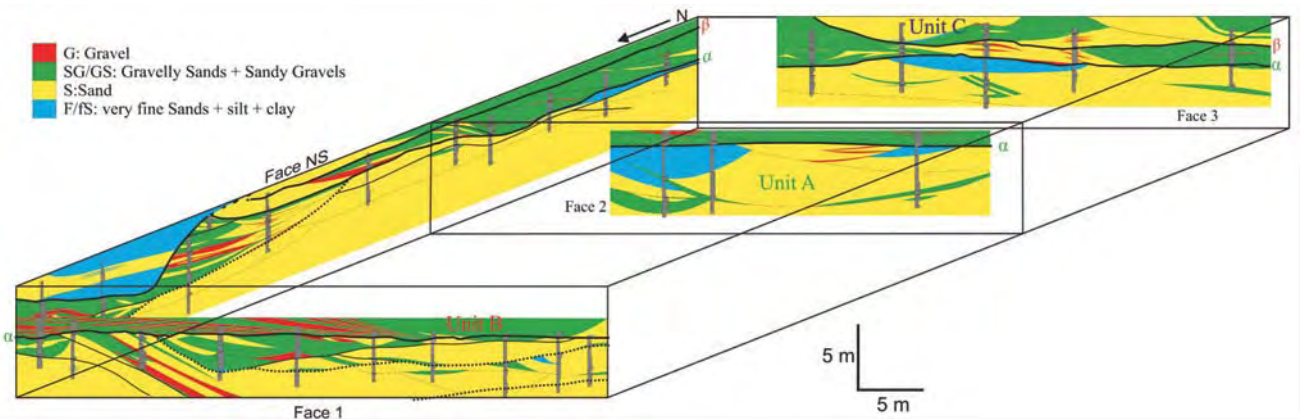 G: Gravel
SG/GS: Gravelly Sands + Sandy Gravels
S:Sand
F/fS: very fine Sands + silt + clay
N
β
α
Unit C
β
α
Face 3
Face NS
α
Unit A
Face 2
Unit B
α
5 m
5 m
Face 1